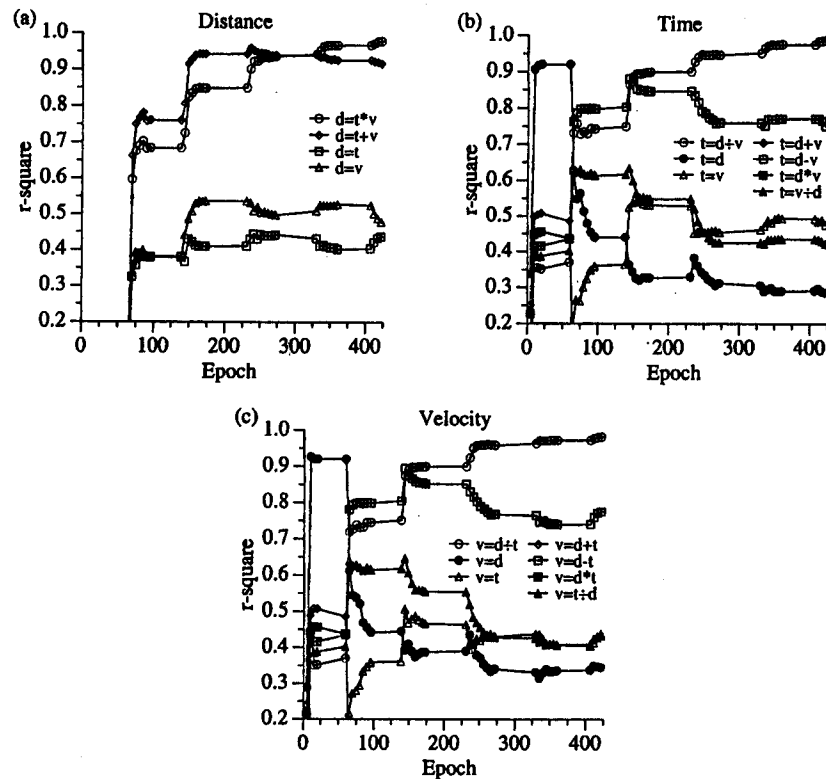 (a)
Distance
1.0
0.9
0.8
0.7
0.6
0.5
0.4
0.3
0.2
r-square
d=t*v
d=t+v
d=t
d=v
0 100 200 300 400
Epoch
(b)
Time
1.0
0.9
0.8
0.7
0.6
0.5
0.4
0.3
0.2
r-square
t=d÷v t=d+v
t=d t=d-v
t=v t=d*v
t=v÷d
0 100 200 300 400
Epoch
(c)
Velocity
1.0
0.9
0.8
0.7
0.6
0.5
0.4
0.3
0.2
r-square
v=d÷t v=d+t
v=d v=d-t
v=t v=d*t
v=t÷d
0 100 200 300 400
Epoch